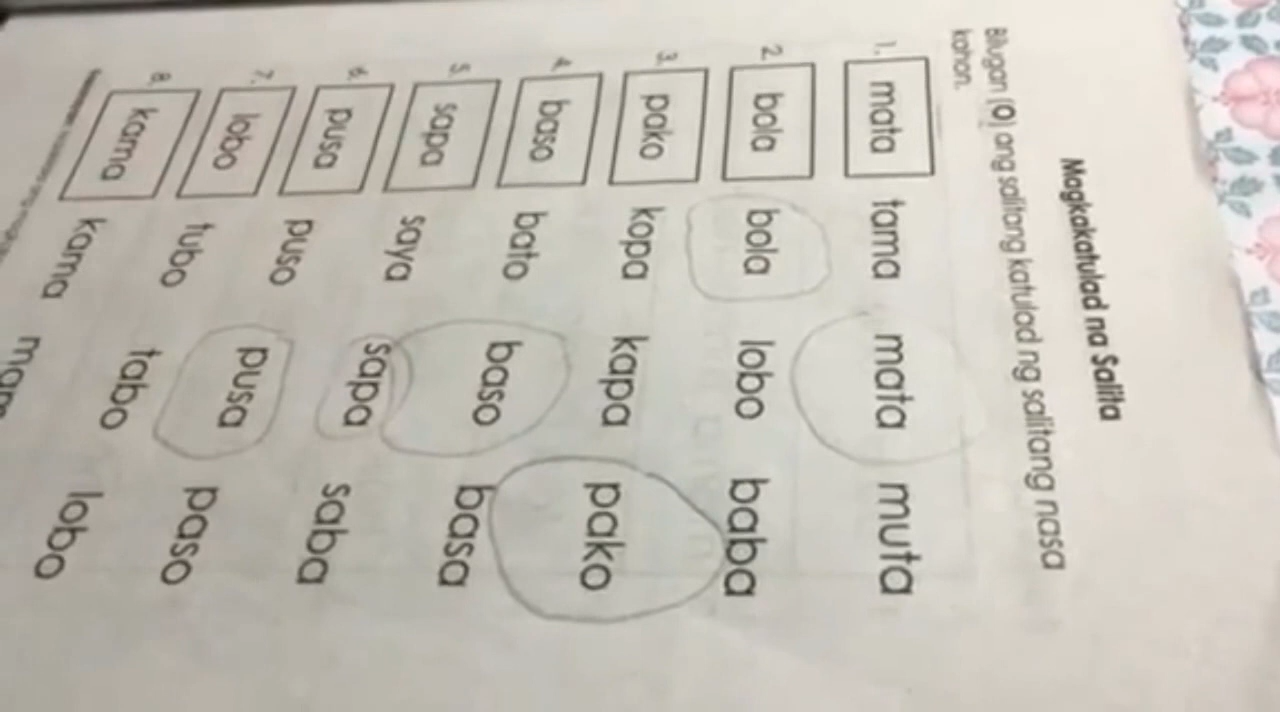 Magkakatulad na Salita
Bilugan (O) ang salitang katulad ng salitang nasa
kahon.
1. mata tama mata muta
2. bola bola lobo baba
3. pako kopa kapa pako
4. baso bato baso basa
5. sapa saya sapa saba
6. pusa puso pusa paso
7. lobo tubo tabo lobo
8. kama kama